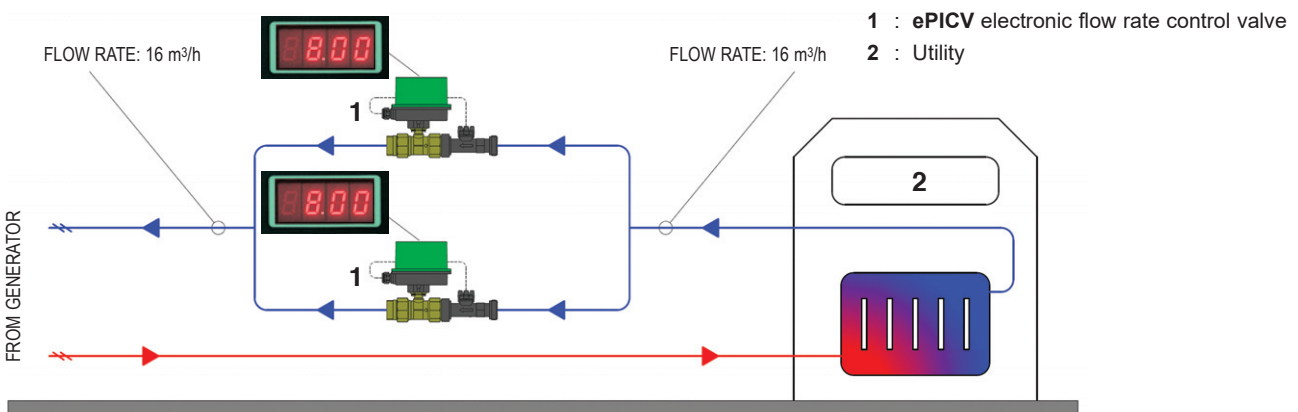 1 : ePICV electronic flow rate control valve
2 : Utility
FLOW RATE: 16 m³/h
8.00
FLOW RATE: 16 m³/h
1
8.00
1
2
FROM GENERATOR